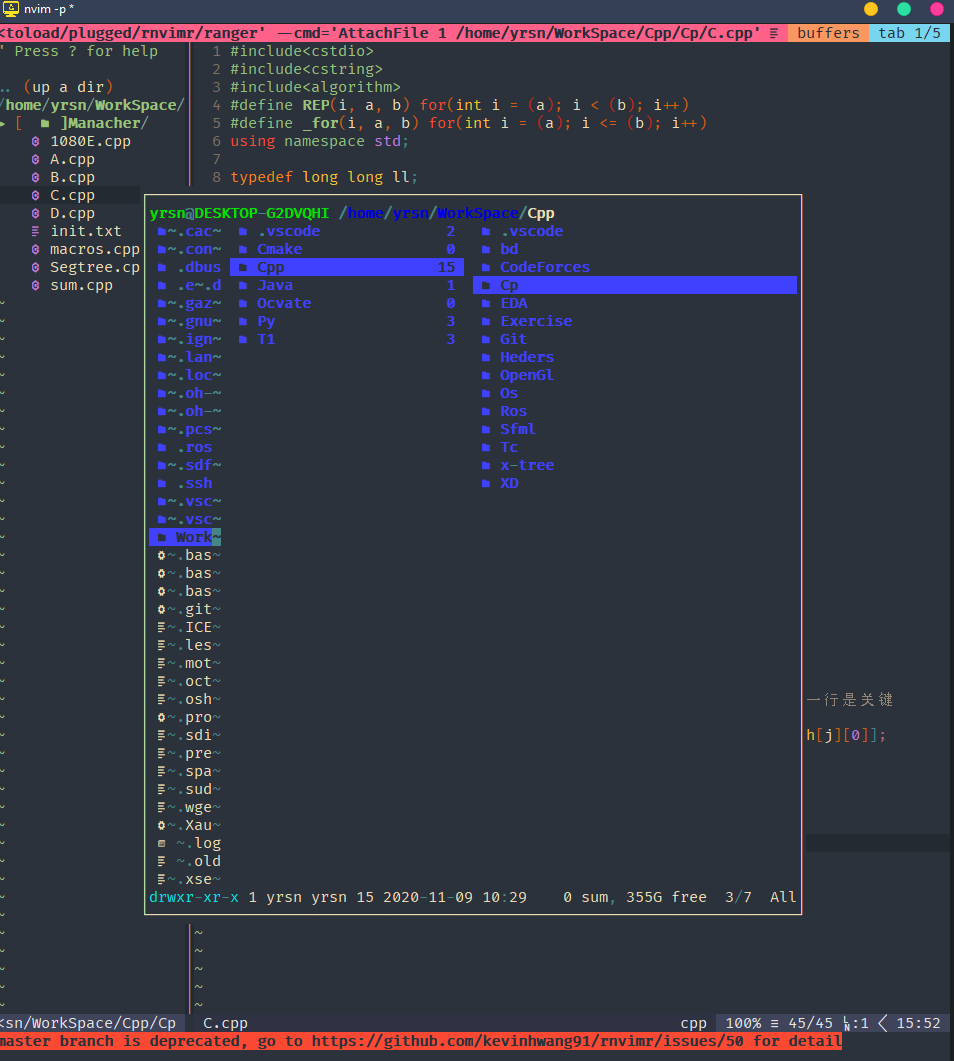 nvim -p *
<toload/plugged/rnvimr/ranger' —cmd='AttachFile 1 /home/yrsn/WorkSpace/Cpp/Cp/C.cpp' buffers tab 1/5
" Press ? for help
.. (up a dir)
/home/yrsn/WorkSpace/
▸ [ ]Manacher/
1080E.cpp
A.cpp
B.cpp
C.cpp
D.cpp
init.txt
macros.cpp
Segtree.cp
sum.cpp
1 #include<cstdio>
2 #include<cstring>
3 #include<algorithm>
4 #define REP(i, a, b) for(int i = (a); i < (b); i++)
5 #define _for(i, a, b) for(int i = (a); i <= (b); i++)
6 using namespace std;
7
8 typedef long long ll;
yrsn@DESKTOP-G2DVQHI /home/yrsn/WorkSpace/Cpp
~.cac~
~.con~
.dbus
.e~.d
~.gaz~
~.gnu~
~.ign~
~.lan~
~.loc~
~.oh-~
~.oh-~
~.pcs~
.ros
~.sdf~
.ssh
~.vsc~
~.vsc~
Work~
~.bas~
~.bas~
~.bas~
~.git~
~.ICE~
~.les~
~.mot~
~.oct~
~.osh~
~.pro~
~.sdi~
~.pre~
~.spa~
~.sud~
~.wge~
~.Xau~
~.log
~.old
~.xse~
.vscode 2
Cmake 0
Cpp 15
Java 1
Ocvate 0
Py 3
T1 3
.vscode
bd
CodeForces
Cp
EDA
Exercise
Git
Heders
OpenGl
Os
Ros
Sfml
Tc
x-tree
XD
一行是关键
h[j][0]];
drwxr-xr-x 1 yrsn yrsn 15 2020-11-09 10:29 0 sum, 355G free 3/7 All
~
~
~
~
~
<sn/WorkSpace/Cpp/Cp C.cpp cpp 100% ≡ 45/45 LN:1 < 15:52
master branch is deprecated, go to https://github.com/kevinhwang91/rnvimr/issues/50 for detail